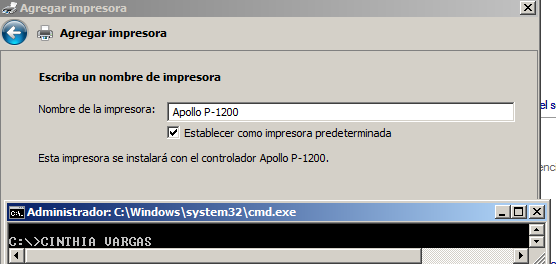 Agregar impresora
Agregar impresora
Escriba un nombre de impresora
Nombre de la impresora: Apollo P-1200
Establecer como impresora predeterminada
Esta impresora se instalará con el controlador Apollo P-1200.
el s
enc
Administrador: C:\Windows\system32\cmd.exe
C:\>CINTHIA VARGAS